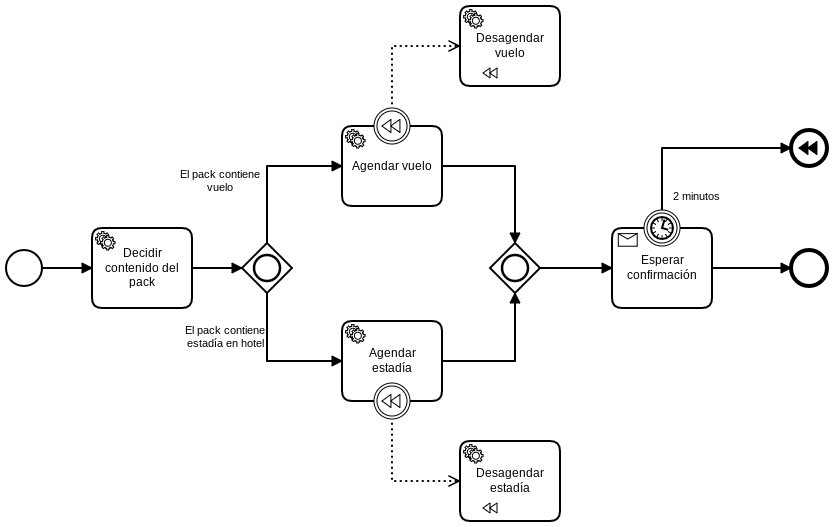 Desagendar
vuelo
El pack contiene
vuelo
Agendar vuelo
2 minutos
Decidir
contenido del
pack
Esperar
confirmación
El pack contiene
estadía en hotel
Agendar
estadía
Desagendar
estadía